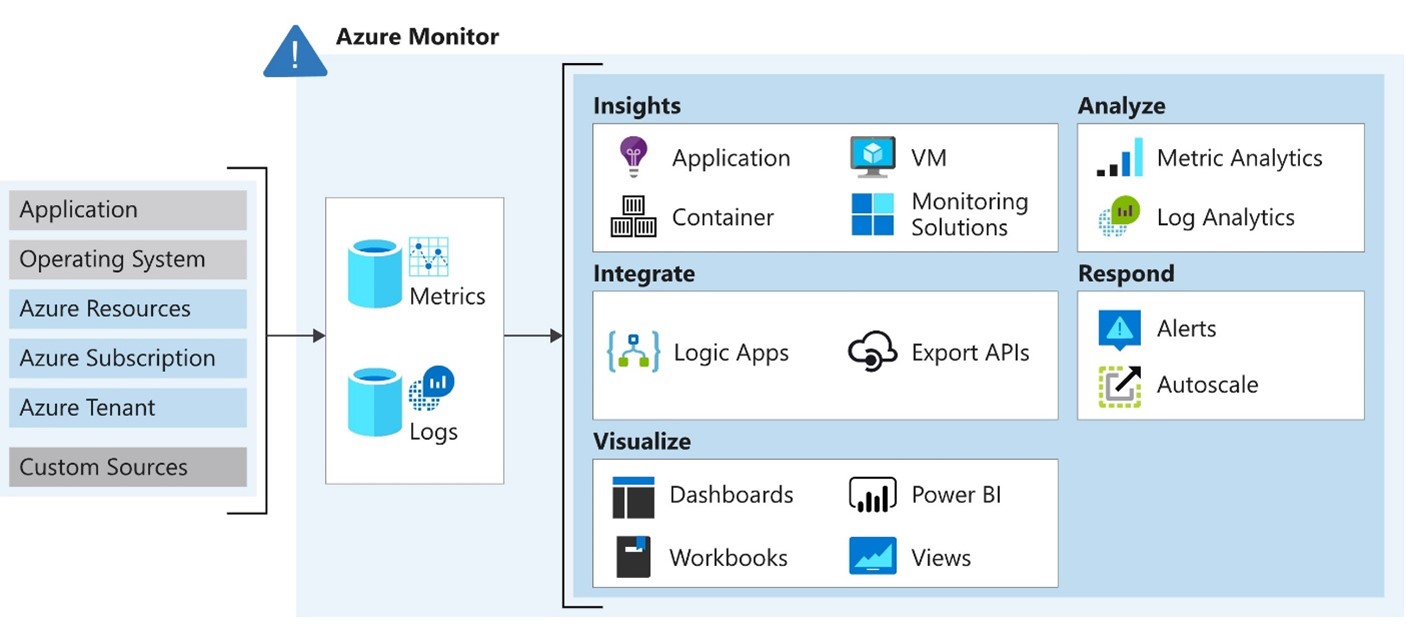 Azure Monitor
Application
Operating System
Azure Resources
Azure Subscription
Azure Tenant
Custom Sources
Metrics
Logs
Insights
Application
VM
Container
Monitoring
Solutions
Analyze
Metric Analytics
Log Analytics
Integrate
Logic Apps
Export APIs
Respond
Alerts
Autoscale
Visualize
Dashboards
Power BI
Workbooks
Views